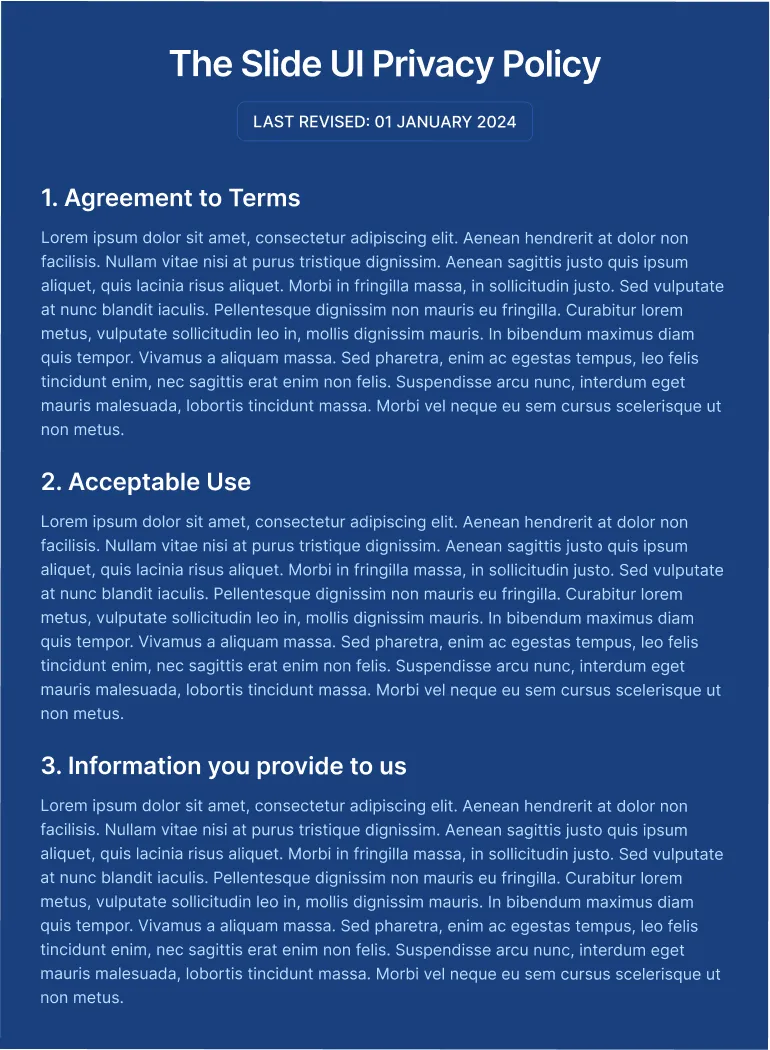 The Slide UI Privacy Policy
LAST REVISED: 01 JANUARY 2024
1. Agreement to Terms
Lorem ipsum dolor sit amet, consectetur adipiscing elit. Aenean hendrerit at dolor non
facilisis. Nullam vitae nisi at purus tristique dignissim. Aenean sagittis justo quis ipsum
aliquet, quis lacinia risus aliquet. Morbi in fringilla massa, in sollicitudin justo. Sed vulputate
at nunc blandit iaculis. Pellentesque dignissim non mauris eu fringilla. Curabitur lorem
metus, vulputate sollicitudin leo in, mollis dignissim mauris. In bibendum maximus diam
quis tempor. Vivamus a aliquam massa. Sed pharetra, enim ac egestas tempus, leo felis
tincidunt enim, nec sagittis erat enim non felis. Suspendisse arcu nunc, interdum eget
mauris malesuada, lobortis tincidunt massa. Morbi vel neque eu sem cursus scelerisque ut
non metus.
2. Acceptable Use
Lorem ipsum dolor sit amet, consectetur adipiscing elit. Aenean hendrerit at dolor non
facilisis. Nullam vitae nisi at purus tristique dignissim. Aenean sagittis justo quis ipsum
aliquet, quis lacinia risus aliquet. Morbi in fringilla massa, in sollicitudin justo. Sed vulputate
at nunc blandit iaculis. Pellentesque dignissim non mauris eu fringilla. Curabitur lorem
metus, vulputate sollicitudin leo in, mollis dignissim mauris. In bibendum maximus diam
quis tempor. Vivamus a aliquam massa. Sed pharetra, enim ac egestas tempus, leo felis
tincidunt enim, nec sagittis erat enim non felis. Suspendisse arcu nunc, interdum eget
mauris malesuada, lobortis tincidunt massa. Morbi vel neque eu sem cursus scelerisque ut
non metus.
3. Information you provide to us
Lorem ipsum dolor sit amet, consectetur adipiscing elit. Aenean hendrerit at dolor non
facilisis. Nullam vitae nisi at purus tristique dignissim. Aenean sagittis justo quis ipsum
aliquet, quis lacinia risus aliquet. Morbi in fringilla massa, in sollicitudin justo. Sed vulputate
at nunc blandit iaculis. Pellentesque dignissim non mauris eu fringilla. Curabitur lorem
metus, vulputate sollicitudin leo in, mollis dignissim mauris. In bibendum maximus diam
quis tempor. Vivamus a aliquam massa. Sed pharetra, enim ac egestas tempus, leo felis
tincidunt enim, nec sagittis erat enim non felis. Suspendisse arcu nunc, interdum eget
mauris malesuada, lobortis tincidunt massa. Morbi vel neque eu sem cursus scelerisque ut
non metus.